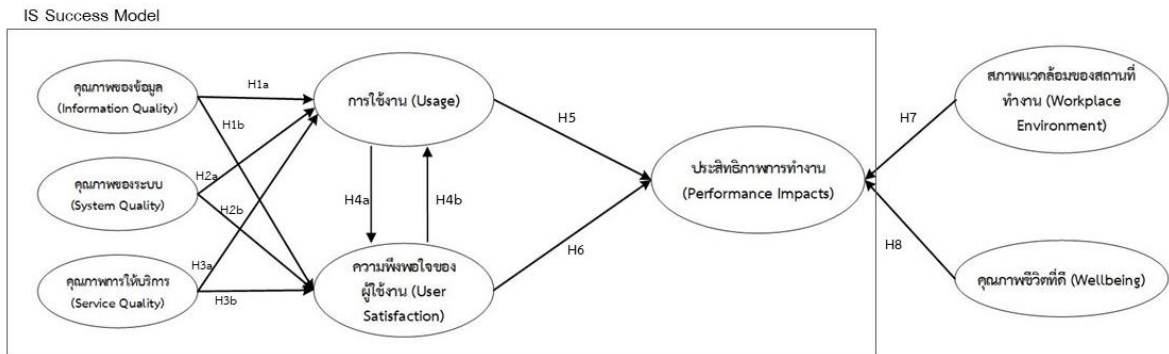 IS Success Model
คุณภาพของข้อมูล
(Information Quality)
H1a
H1b
การใช้งาน (Usage)
H5
สภาพแวดล้อมของสถานที่
ทำงาน (Workplace
Environment)
H7
คุณภาพของระบบ
(System Quality)
H2a
H2b
H4a
H4b
ประสิทธิภาพการทำงาน
(Performance Impacts)
H6
H8
คุณภาพการให้บริการ
(Service Quality)
H3a
H3b
ความพึงพอใจของ
ผู้ใช้งาน (User
Satisfaction)
คุณภาพชีวิตที่ดี (Wellbeing)